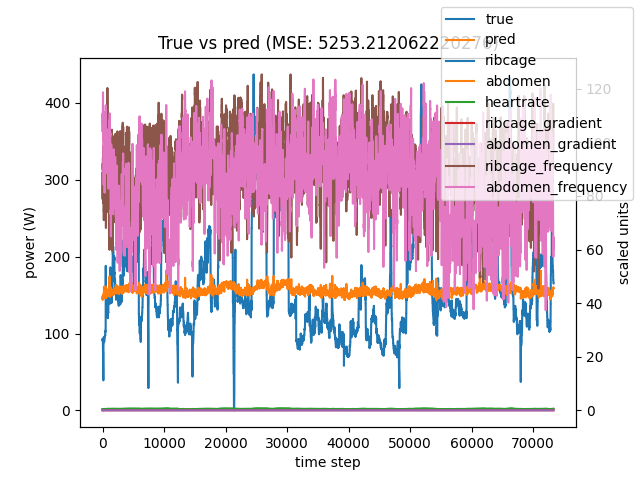 True vs pred (MSE: 5253.212062220276)
true
pred
ribcage
abdomen
heartrate
ribcage_gradient
abdomen_gradient
ribcage_frequency
abdomen_frequency
power (W)
400
300
200
100
0
120
80
60
40
20
0
scaled units
0
10000
20000
30000
40000
50000
60000
70000
time step